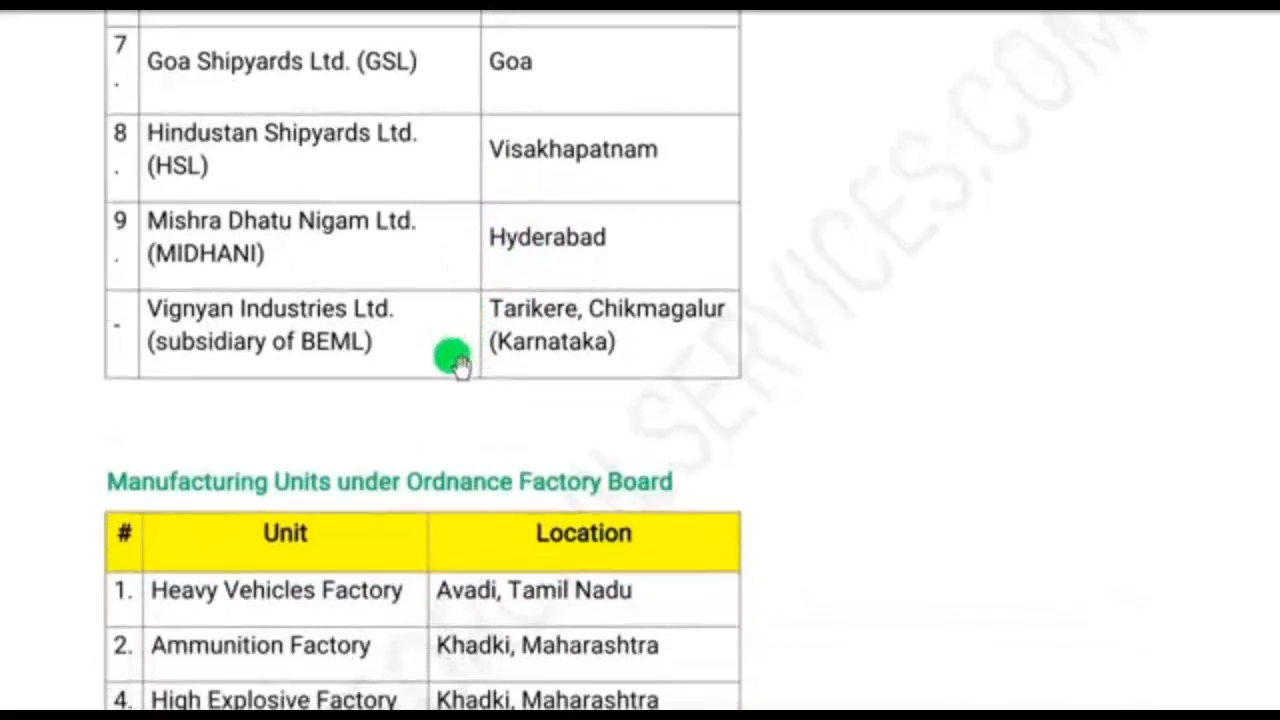 7
.
Goa Shipyards Ltd. (GSL)
Goa
8
.
Hindustan Shipyards Ltd.
(HSL)
Visakhapatnam
9
.
Mishra Dhatu Nigam Ltd.
(MIDHANI)
Hyderabad
-
Vignyan Industries Ltd.
(subsidiary of BEML)
Tarikere, Chikmagalur
(Karnataka)
Manufacturing Units under Ordnance Factory Board
# Unit Location
1. Heavy Vehicles Factory Avadi, Tamil Nadu
2. Ammunition Factory Khadki, Maharashtra
4. High Explosive Factory Khadki, Maharashtra
SERVICES.COM